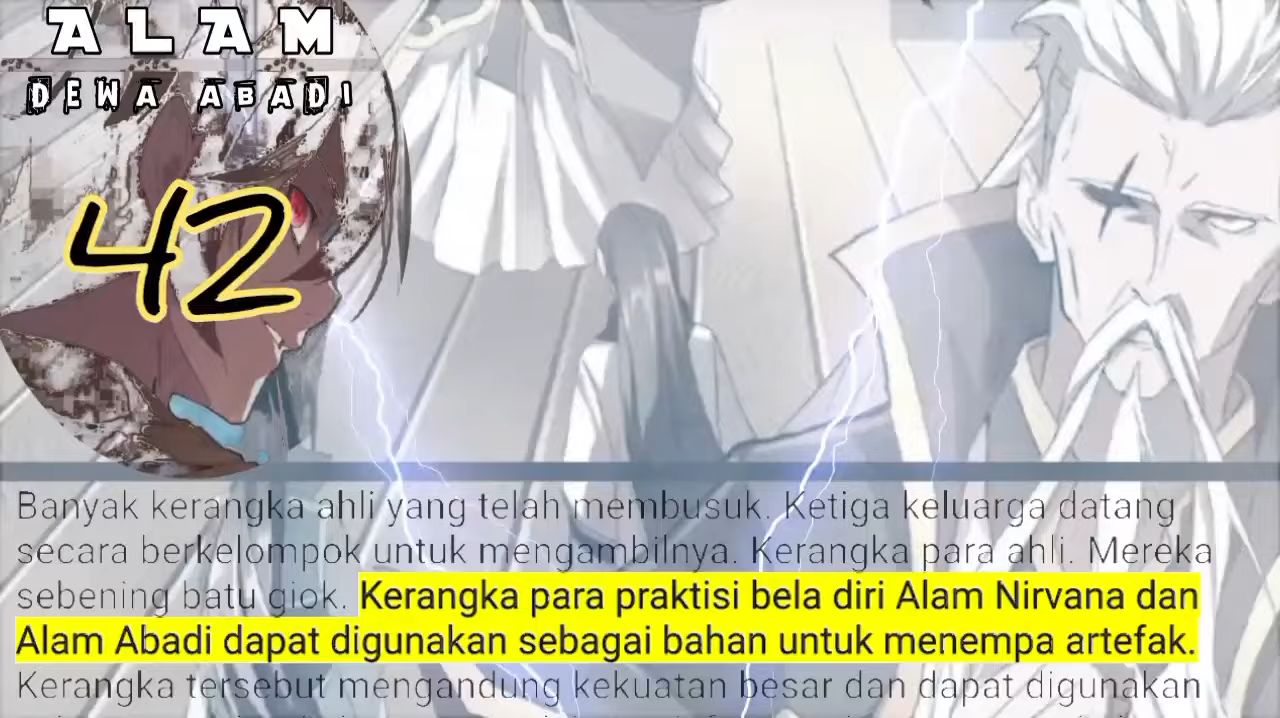 ALAM
DEWA ABADI
42
Banyak kerangka ahli yang telah membusuk. Ketiga keluarga datang
secara berkelompok untuk mengambilnya. Kerangka para ahli. Mereka
sebening batu giok. Kerangka para praktisi bela diri Alam Nirvana dan
Alam Abadi dapat digunakan sebagai bahan untuk menempa artefak.
Kerangka tersebut mengandung kekuatan besar dan dapat digunakan